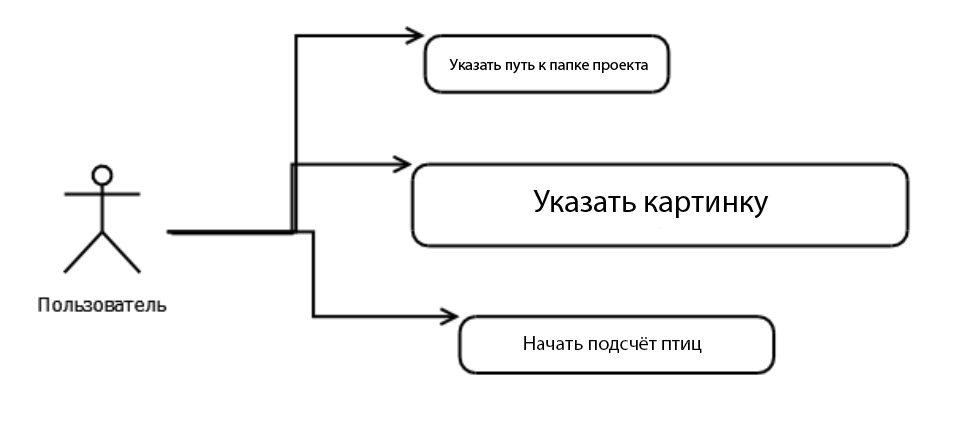 Указать путь к папке проекта
Указать картинку
Пользователь
Начать подсчёт птиц